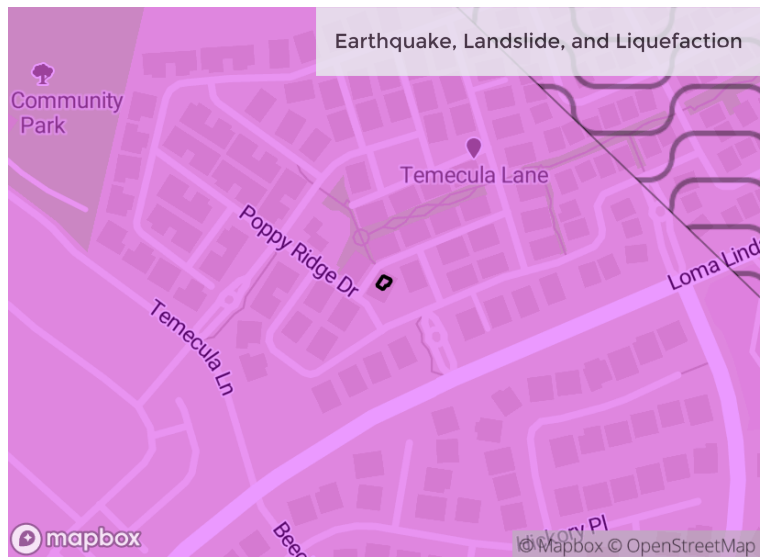 Earthquake, Landslide, and Liquefaction
Community
Park
Temecula Lane
Poppy Ridge Dr
Loma Linda
Temecula Ln
mapbox
Hickory Pl
© Mapbox © OpenStreetMap